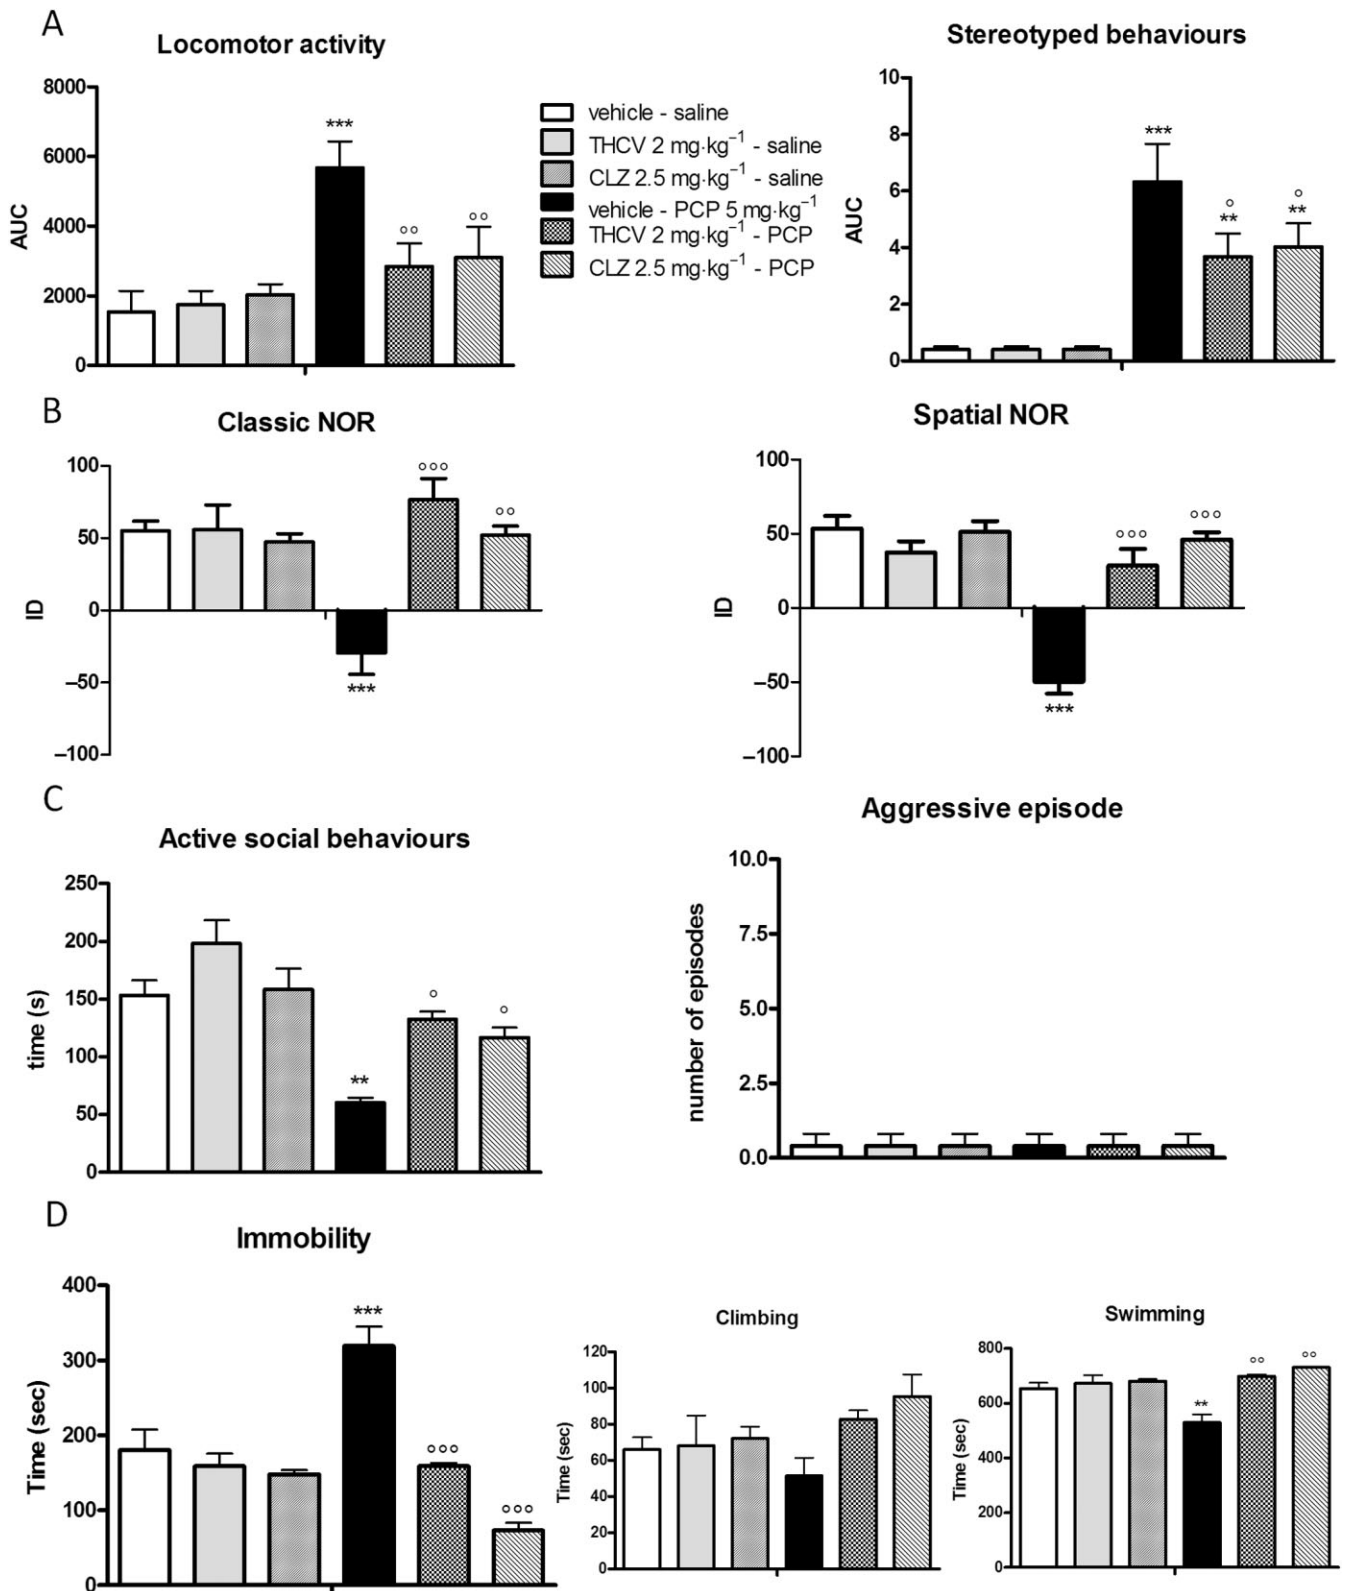 A
Locomotor activity
8000
6000
4000
2000
0
AUC
***
°°
°°
vehicle - saline
THCV 2 mg·kg⁻¹ - saline
CLZ 2.5 mg·kg⁻¹ - saline
vehicle - PCP 5 mg·kg⁻¹
THCV 2 mg·kg⁻¹ - PCP
CLZ 2.5 mg·kg⁻¹ - PCP
Stereotyped behaviours
10
8
6
4
2
0
AUC
***
°
**
°
**
B
Classic NOR
100
50
0
–50
–100
ID
***
°°°
°°
Spatial NOR
100
50
0
–50
–100
ID
***
°°°
°°°
C
Active social behaviours
250
200
150
100
50
0
time (s)
**
°
°
Aggressive episode
10.0
7.5
5.0
2.5
0.0
number of episodes
D
Immobility
400
300
200
100
0
Time (sec)
***
°°°
°°°
Climbing
120
100
80
60
40
20
0
Time (sec)
Swimming
800
600
400
200
0
Time (sec)
**
°°
°°